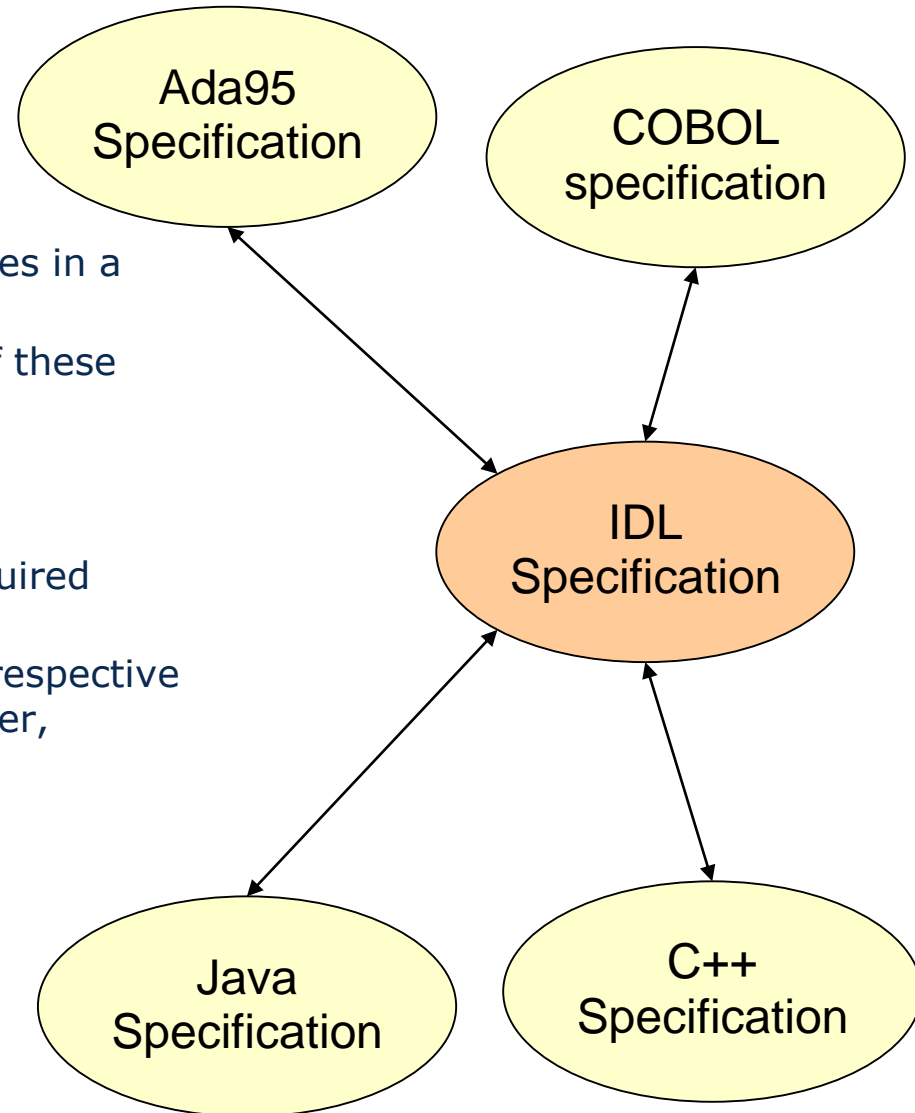 Ada95
Specification
COBOL
specification
es in a
f these
IDL
Specification
uired
respective
er,
Java
Specification
C++
Specification